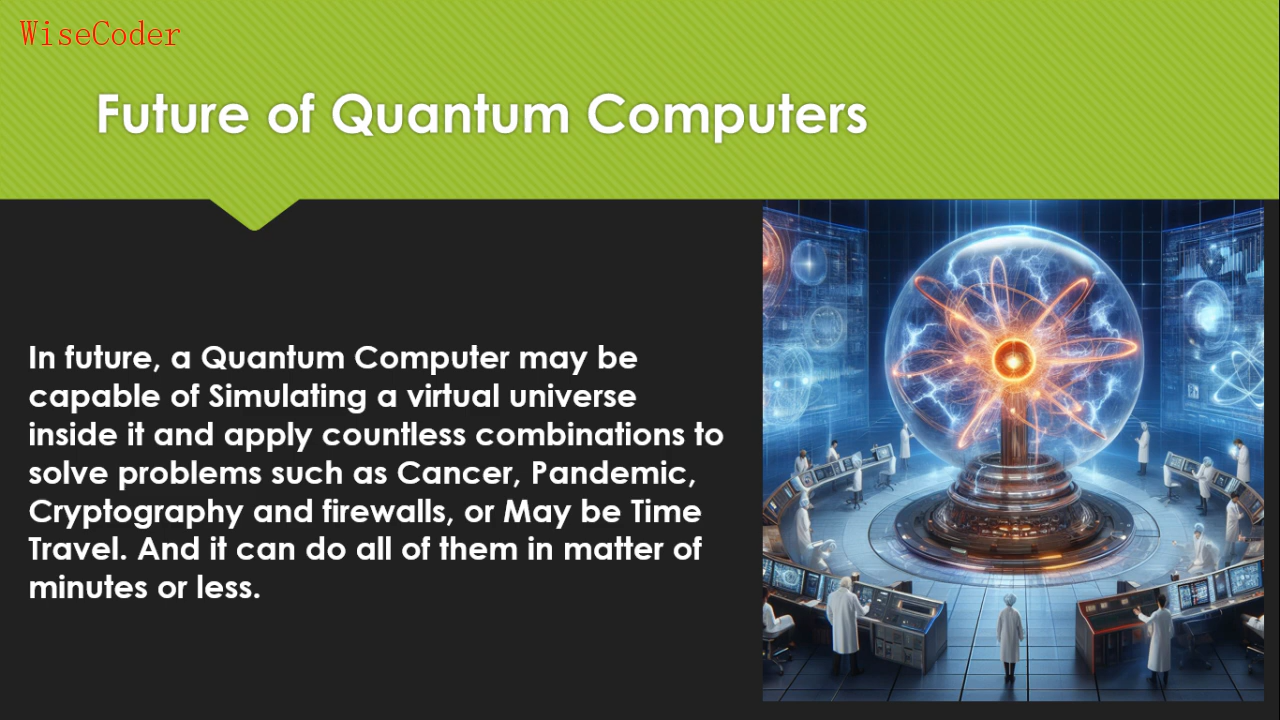 WiseCoder
Future of Quantum Computers
In future, a Quantum Computer may be
capable of Simulating a virtual universe
inside it and apply countless combinations to
solve problems such as Cancer, Pandemic,
Cryptography and firewalls, or May be Time
Travel. And it can do all of them in matter of
minutes or less.